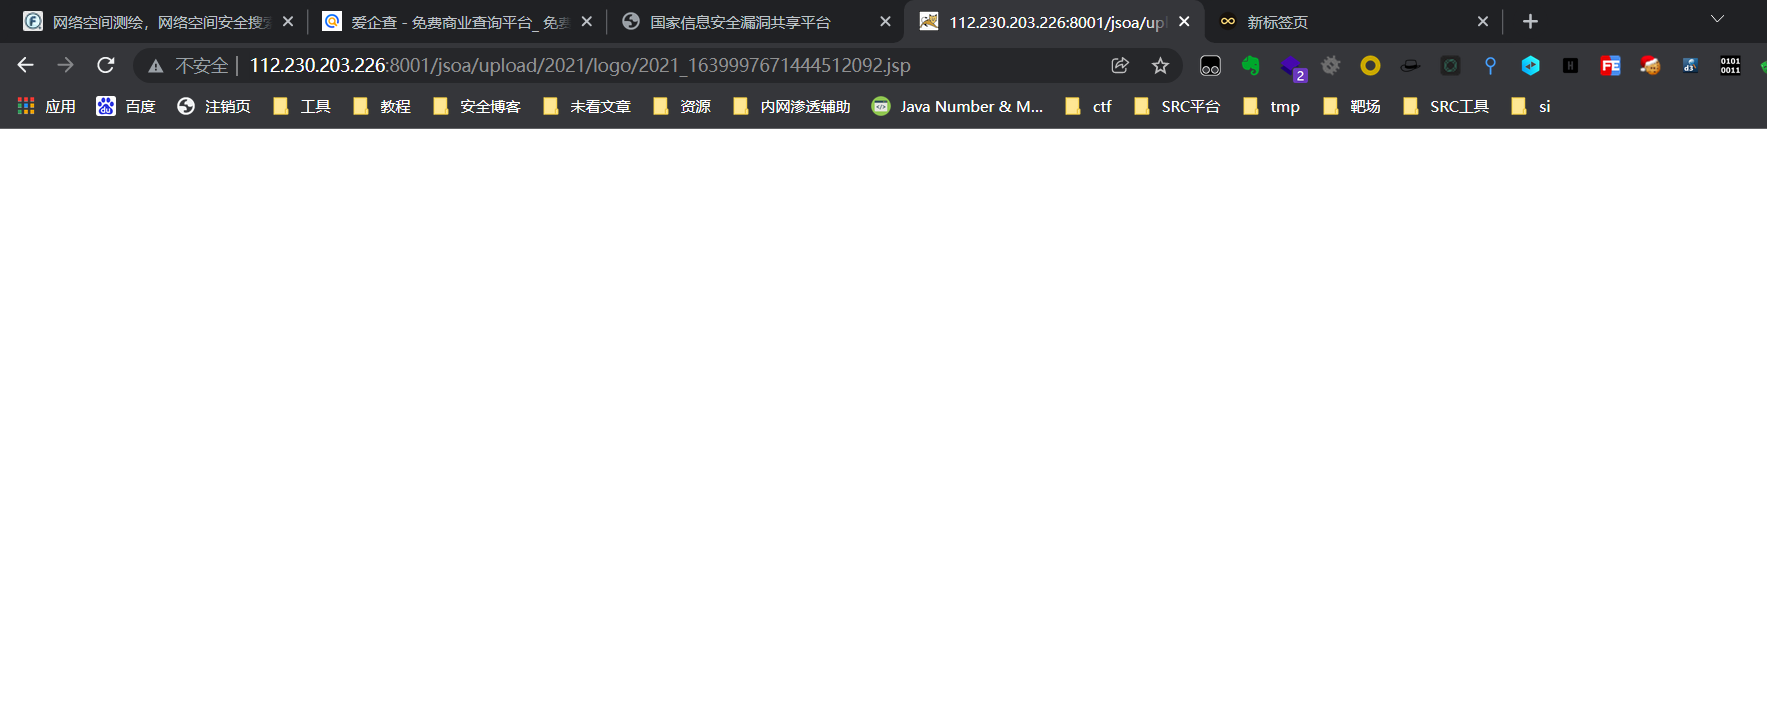 网络空间测绘，网络空间安全搜
爱企查 - 免费商业查询平台_ 免费
国家信息安全漏洞共享平台
112.230.203.226:8001/jsoa/upl
新标签页
不安全 | 112.230.203.226:8001/jsoa/upload/2021/logo/2021_1639997671444512092.jsp
2
FE
d3
0101
0011
应用 百度 注销页 工具 教程 安全博客 未看文章 资源 内网渗透辅助 Java Number & M... ctf SRC平台 tmp 靶场 SRC工具 si